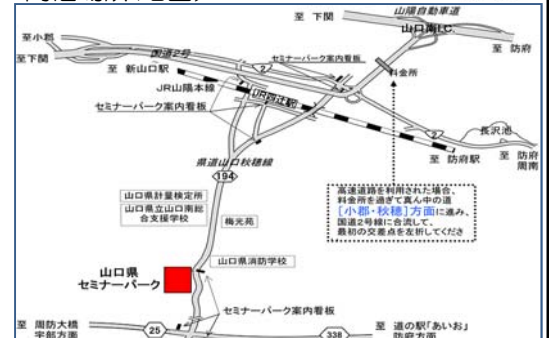 至 下関
山陽自動車道
山口南I.C.
至 防府
至小郡
至下関
国道2号
セミナーパーク案内看板
至 新山口駅
2
料金所
JR山陽本線
JR四辻駅
セミナーパーク案内看板
2
長沢池
至 防府駅
至 防府
周南
県道山口秋穂線
194
高速道路を利用された場合、
料金所を過ぎて真ん中の道
[小郡・秋穂]方面に進み、
国道2号線に合流して、
最初の交差点を左折してくださ
山口県計量検定所
山口県立山口南総
合支援学校
梅光苑
山口県消防学校
山口県
セミナーパーク
セミナーパーク案内看板
至 周防大橋
宇部方面
25
338
至 道の駅「あいお」
防府方面